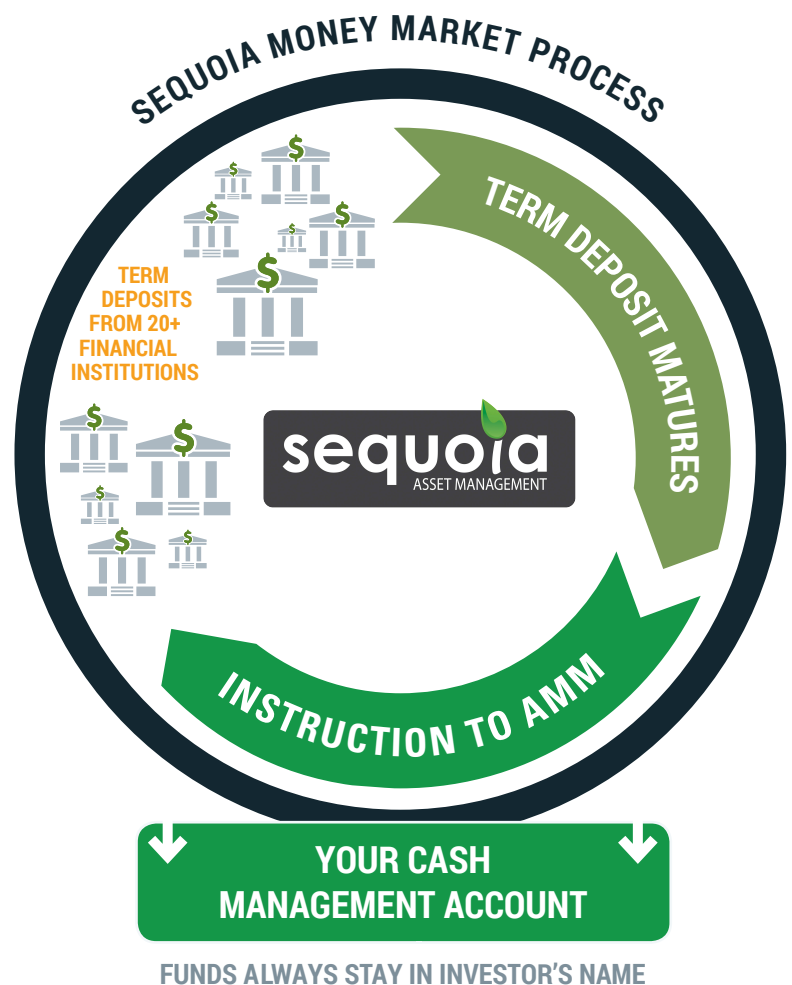 SEQUOIA MONEY MARKET PROCESS
TERM DEPOSIT MATURES
TERM
DEPOSITS
FROM 20+
FINANCIAL
INSTITUTIONS
sequoia
ASSET MANAGEMENT
INSTRUCTION TO AMM
YOUR CASH
MANAGEMENT ACCOUNT
FUNDS ALWAYS STAY IN INVESTOR'S NAME